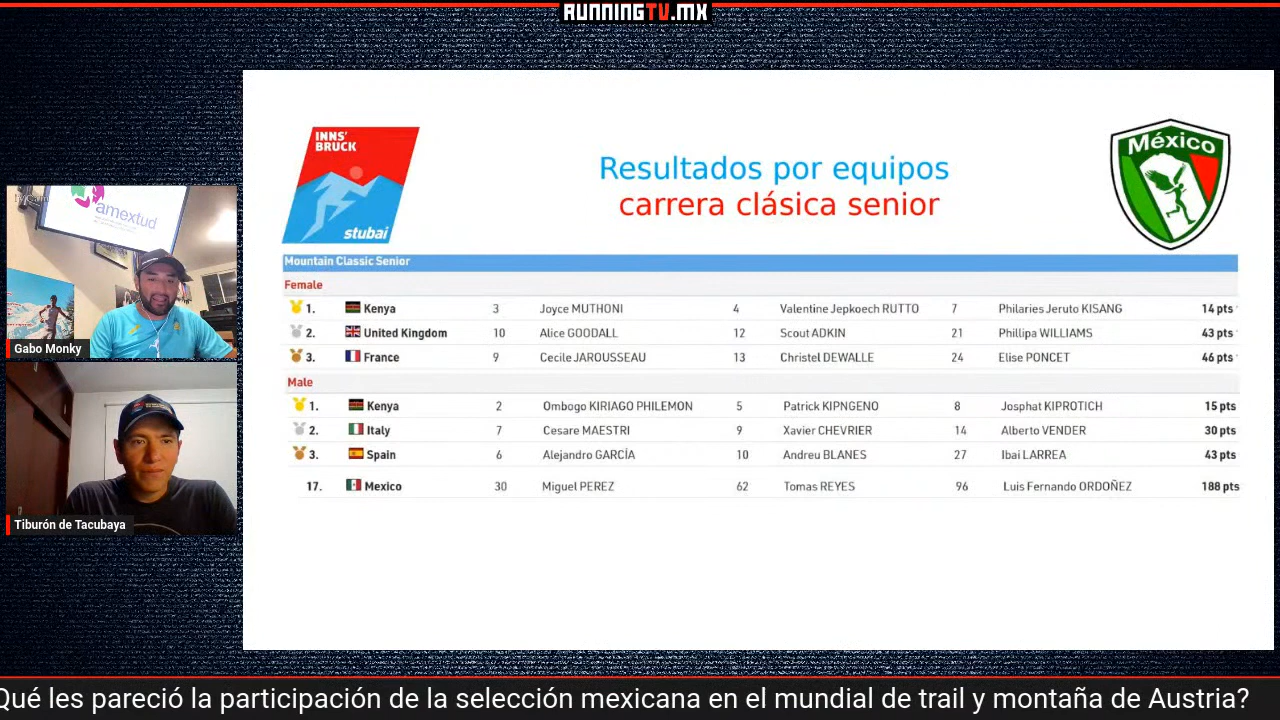 RUNNINGTV.MX
INNS'
BRUCK
stubai
Resultados por equipos
carrera clásica senior
México
Mountain Classic Senior
Female
1. Kenya 3 Joyce MUTHONI 4 Valentine Jepkoech RUTTO 7 Philaries Jeruto KISANG 14 pts
2. United Kingdom 10 Alice GOODALL 12 Scout ADKIN 21 Phillipa WILLIAMS 43 pts
3. France 9 Cecile JAROUSSEAU 13 Christel DEWALLE 24 Elise PONCET 46 pts
Male
1. Kenya 2 Ombogo KIRIAGO PHILEMON 5 Patrick KIPNGENO 8 Josphat KIPROTICH 15 pts
2. Italy 7 Cesare MAESTRI 9 Xavier CHEVRIER 14 Alberto VENDER 30 pts
3. Spain 6 Alejandro GARCÍA 10 Andreu BLANES 27 Ibai LARREA 43 pts
17. Mexico 30 Miguel PEREZ 62 Tomas REYES 96 Luis Fernando ORDOÑEZ 188 pts
amextud
Gabo Monky
Tiburón de Tacubaya
Qué les pareció la participación de la selección mexicana en el mundial de trail y montaña de Austria?